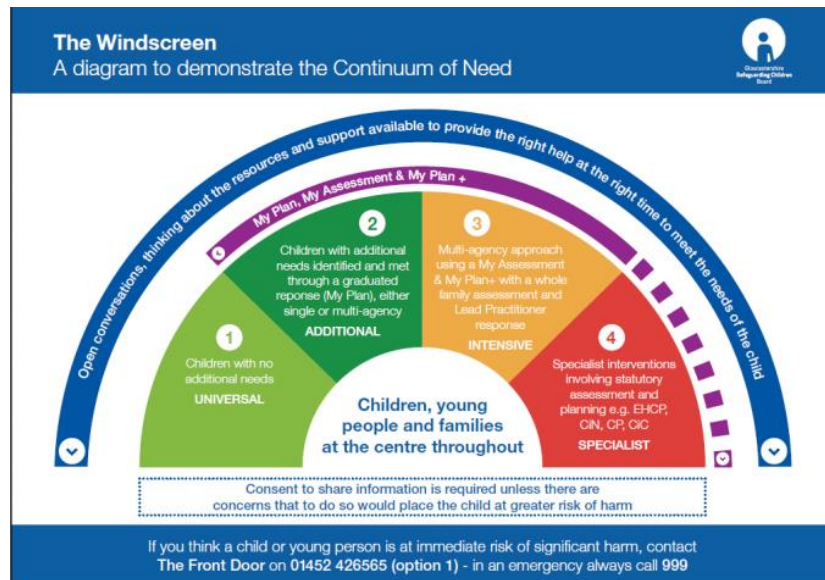 The Windscreen
A diagram to demonstrate the Continuum of Need
Gloucestershire
Safeguarding Children
Board
Open conversations, thinking about the resources and support available to provide the right help at the right time to meet the needs of the child
My Plan, My Assessment & My Plan +
1
Children with no
additional needs
UNIVERSAL
2
Children with additional
needs identified and met
through a graduated
reponse (My Plan), either
single or multi-agency
ADDITIONAL
3
Multi-agency approach
using a My Assessment
& My Plan+ with a whole
family assessment and
Lead Practitioner
response
INTENSIVE
4
Specialist interventions
involving statutory
assessment and
planning e.g. EHCP,
CiN, CP, CiC
SPECIALIST
Children, young
people and families
at the centre throughout
Consent to share information is required unless there are
concerns that to do so would place the child at greater risk of harm
If you think a child or young person is at immediate risk of significant harm, contact
The Front Door on 01452 426565 (option 1) - in an emergency always call 999